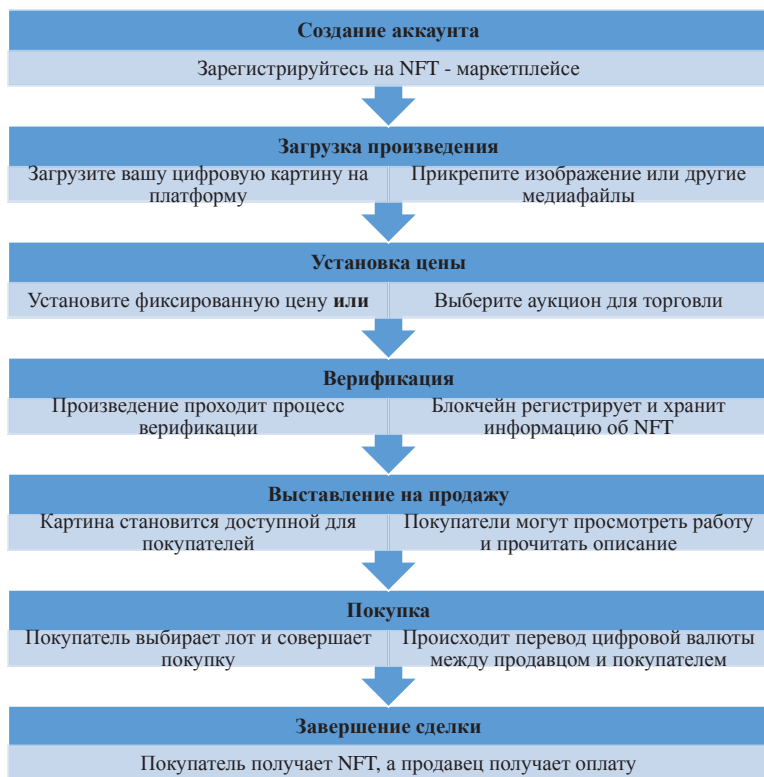 Создание аккаунта
Зарегистрируйтесь на NFT - маркетплейсе
Загрузка произведения
Загрузите вашу цифровую картину на
платформу
Прикрепите изображение или другие
медиафайлы
Установка цены
Установите фиксированную цену или
Выберите аукцион для торговли
Верификация
Произведение проходит процесс
верификации
Блокчейн регистрирует и хранит
информацию об NFT
Выставление на продажу
Картина становится доступной для
покупателей
Покупатели могут просмотреть работу
и прочитать описание
Покупка
Покупатель выбирает лот и совершает
покупку
Происходит перевод цифровой валюты
между продавцом и покупателем
Завершение сделки
Покупатель получает NFT, а продавец получает оплату